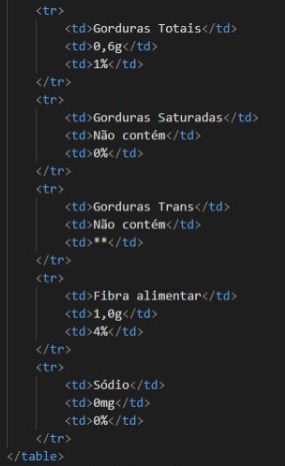 <tr>
<td>Gorduras Totais</td>
<td>0,6g</td>
<td>1%</td>
</tr>
<tr>
<td>Gorduras Saturadas</td>
<td>Não contém</td>
<td>0%</td>
</tr>
<tr>
<td>Gorduras Trans</td>
<td>Não contém</td>
<td>**</td>
</tr>
<tr>
<td>Fibra alimentar</td>
<td>1,0g</td>
<td>4%</td>
</tr>
<tr>
<td>Sódio</td>
<td>0mg</td>
<td>0%</td>
</tr>
</table>